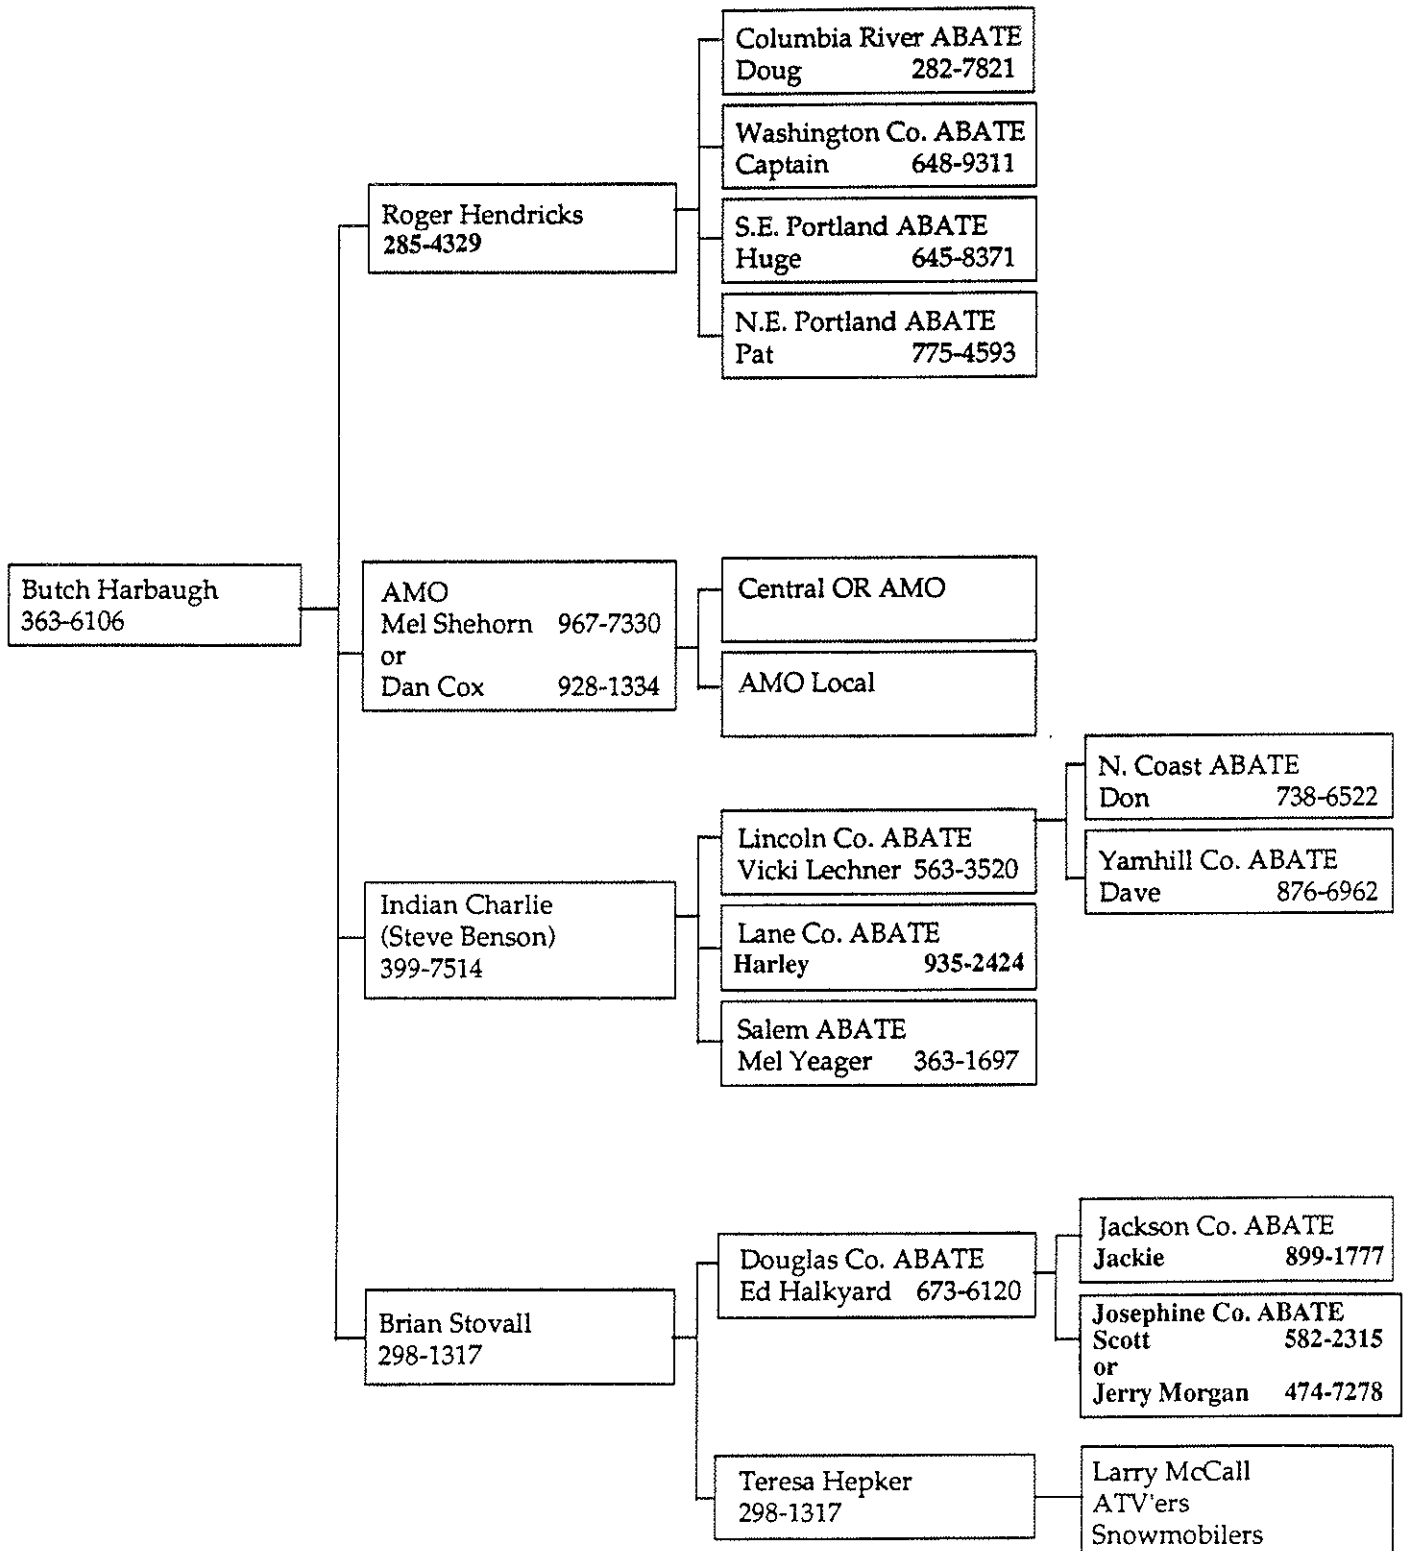 Butch Harbaugh
363-6106
Roger Hendricks
285-4329
Columbia River ABATE
Doug 282-7821
Washington Co. ABATE
Captain 648-9311
S.E. Portland ABATE
Huge 645-8371
N.E. Portland ABATE
Pat 775-4593
AMO
Mel Shehorn 967-7330
or
Dan Cox 928-1334
Central OR AMO
AMO Local
Indian Charlie
(Steve Benson)
399-7514
Lincoln Co. ABATE
Vicki Lechner 563-3520
N. Coast ABATE
Don 738-6522
Yamhill Co. ABATE
Dave 876-6962
Lane Co. ABATE
Harley 935-2424
Salem ABATE
Mel Yeager 363-1697
Brian Stovall
298-1317
Douglas Co. ABATE
Ed Halkyard 673-6120
Jackson Co. ABATE
Jackie 899-1777
Josephine Co. ABATE
Scott 582-2315
or
Jerry Morgan 474-7278
Teresa Hepker
298-1317
Larry McCall
ATV'ers
Snowmobilers